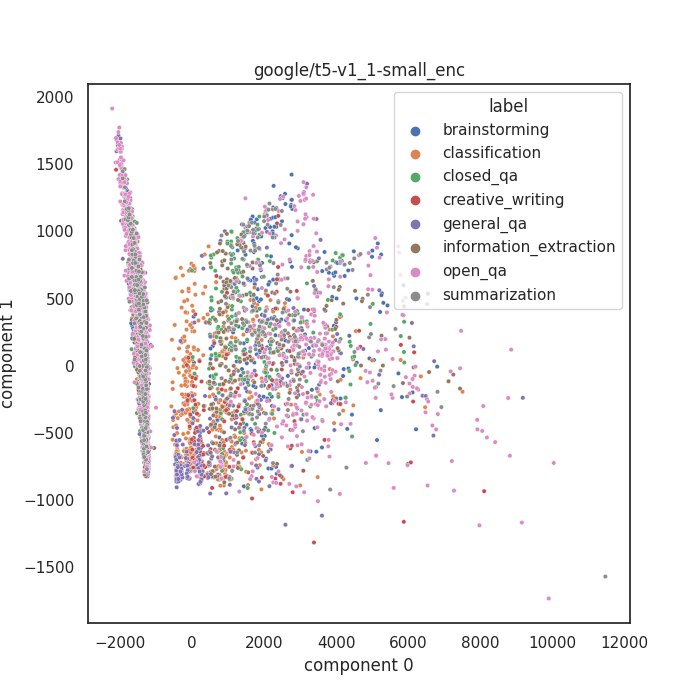 google/t5-v1_1-small_enc
label
brainstorming
classification
closed_qa
creative_writing
general_qa
information_extraction
open_qa
summarization
2000
1500
1000
500
0
−500
−1000
−1500
component 1
−2000 0 2000 4000 6000 8000 10000 12000
component 0